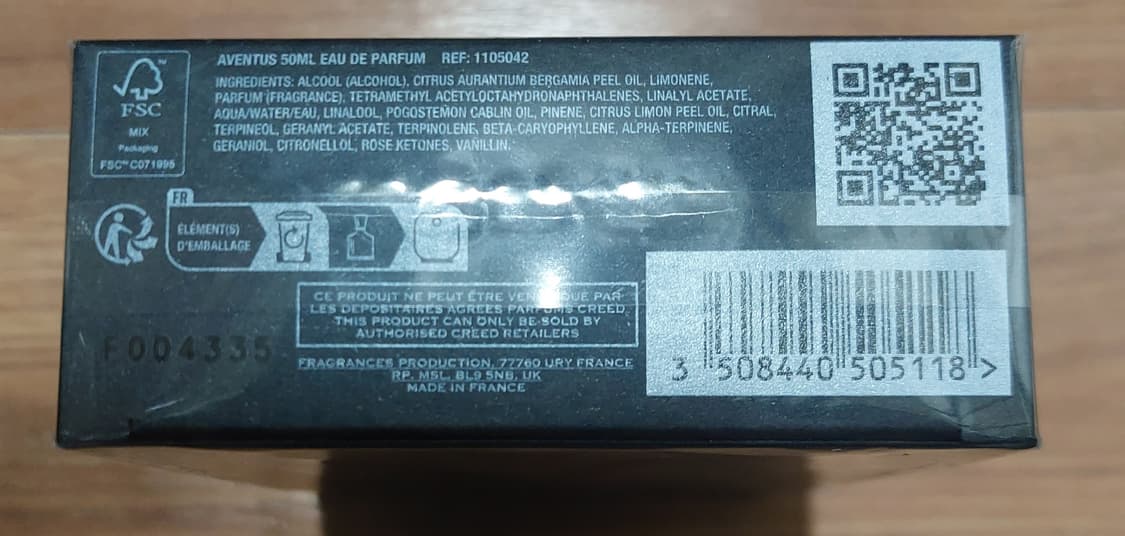 FSC
MIX
Packaging
FSC™ C071995
AVENTUS 50ML EAU DE PARFUM REF: 1105042
INGREDIENTS: ALCOOL (ALCOHOL), CITRUS AURANTIUM BERGAMIA PEEL OIL, LIMONENE,
PARFUM (FRAGRANCE), TETRAMETHYL ACETYLOCTAHYDRONAPHTHALENES, LINALYL ACETATE,
AQUA/WATER/EAU, LINALOOL, POGOSTEMON CABLIN OIL, PINENE, CITRUS LIMON PEEL OIL, CITRAL,
TERPINEOL, GERANYL ACETATE, TERPINOLENE, BETA-CARYOPHYLLENE, ALPHA-TERPINENE,
GERANIOL, CITRONELLOL, ROSE KETONES, VANILLIN.
FR
ÉLÉMENT(S)
D'EMBALLAGE
CE PRODUIT NE PEUT ÊTRE QUE PAR
LES DEPOSITAIRES AGREES PARFUMS CREED
THIS PRODUCT CAN ONLY BE SOLD BY
AUTHORISED CREED RETAILERS
F004335
FRAGRANCES PRODUCTION, 77760 URY FRANCE
RP. MSL, BL9 5NB, UK
MADE IN FRANCE
3 508440 505118 >